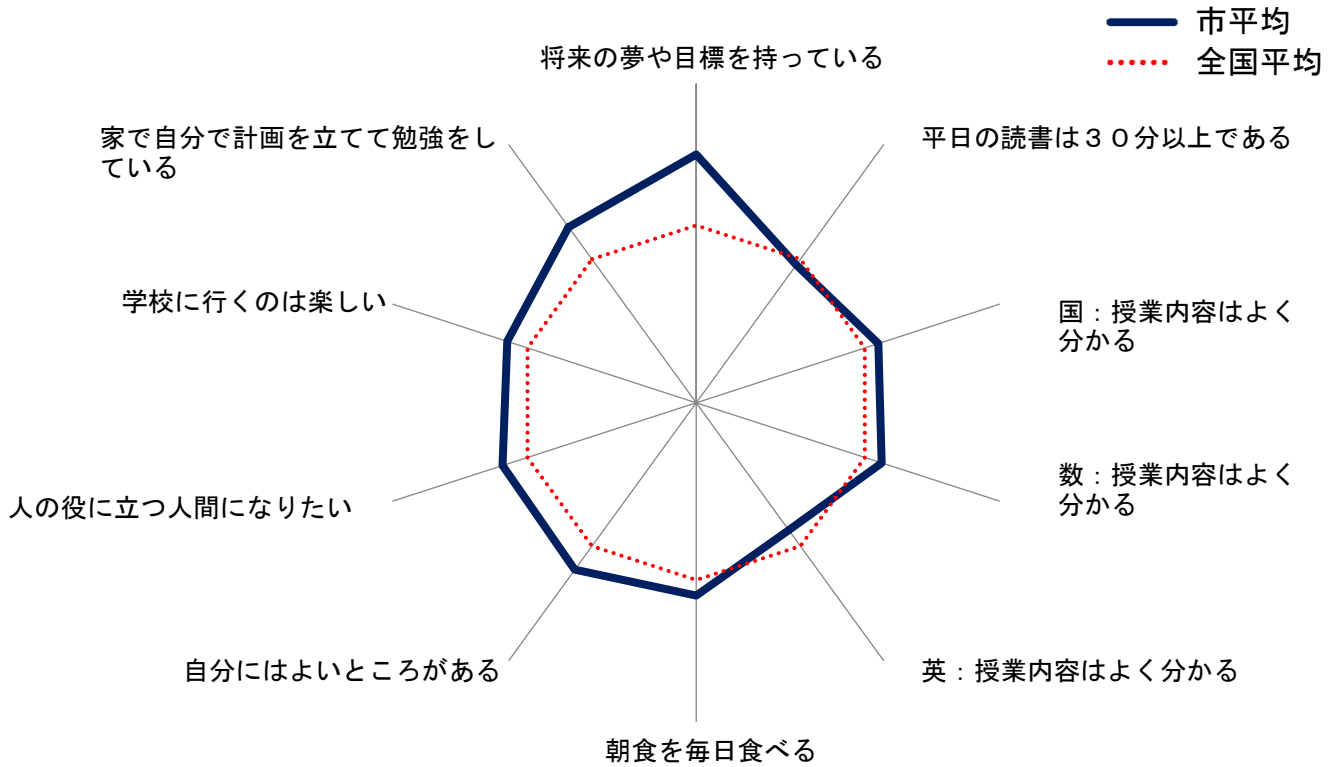 市平均
全国平均
将来の夢や目標を持っている
平日の読書は３０分以上である
国：授業内容はよく
分かる
数：授業内容はよく
分かる
英：授業内容はよく分かる
朝食を毎日食べる
自分にはよいところがある
人の役に立つ人間になりたい
学校に行くのは楽しい
家で自分で計画を立てて勉強をし
ている